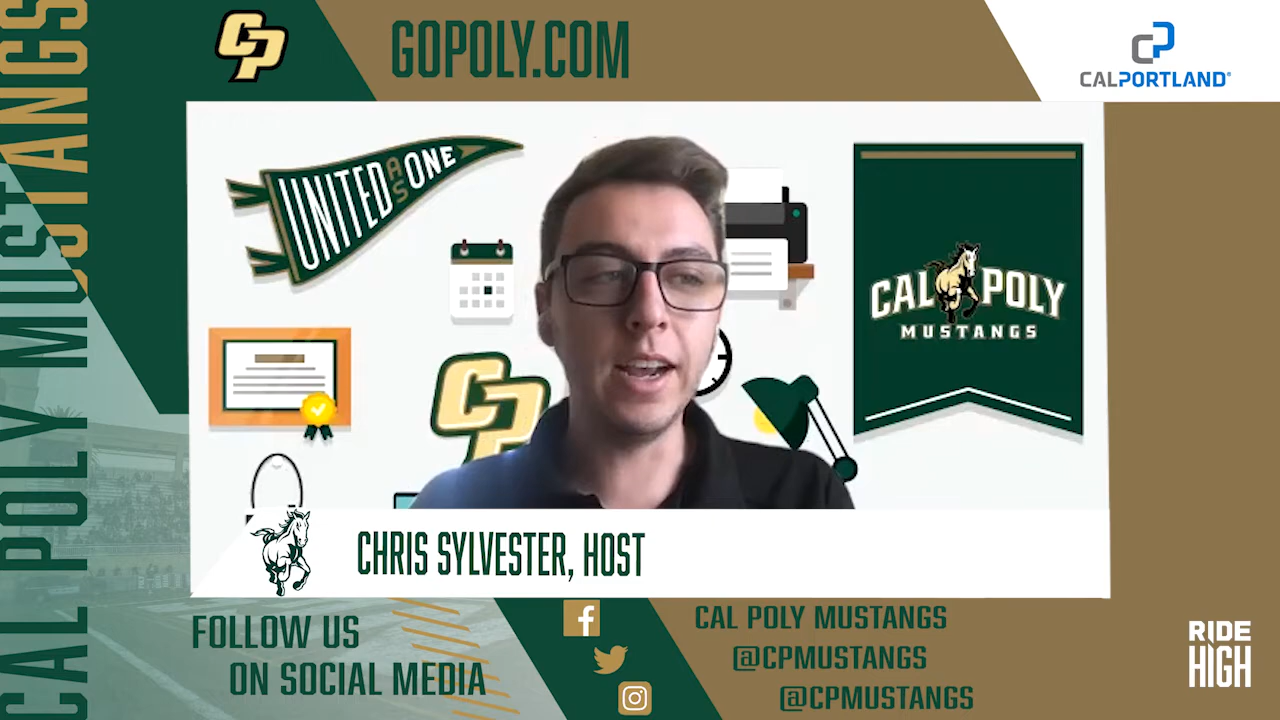 CAL POLY MUSTANGS
CP
GOPOLY.COM
CP
CALPORTLAND®
UNITED AS ONE
CAL POLY
MUSTANGS
CP
CHRIS SYLVESTER, HOST
FOLLOW US
ON SOCIAL MEDIA
CAL POLY MUSTANGS
@CPMUSTANGS
@CPMUSTANGS
RIDE
HIGH